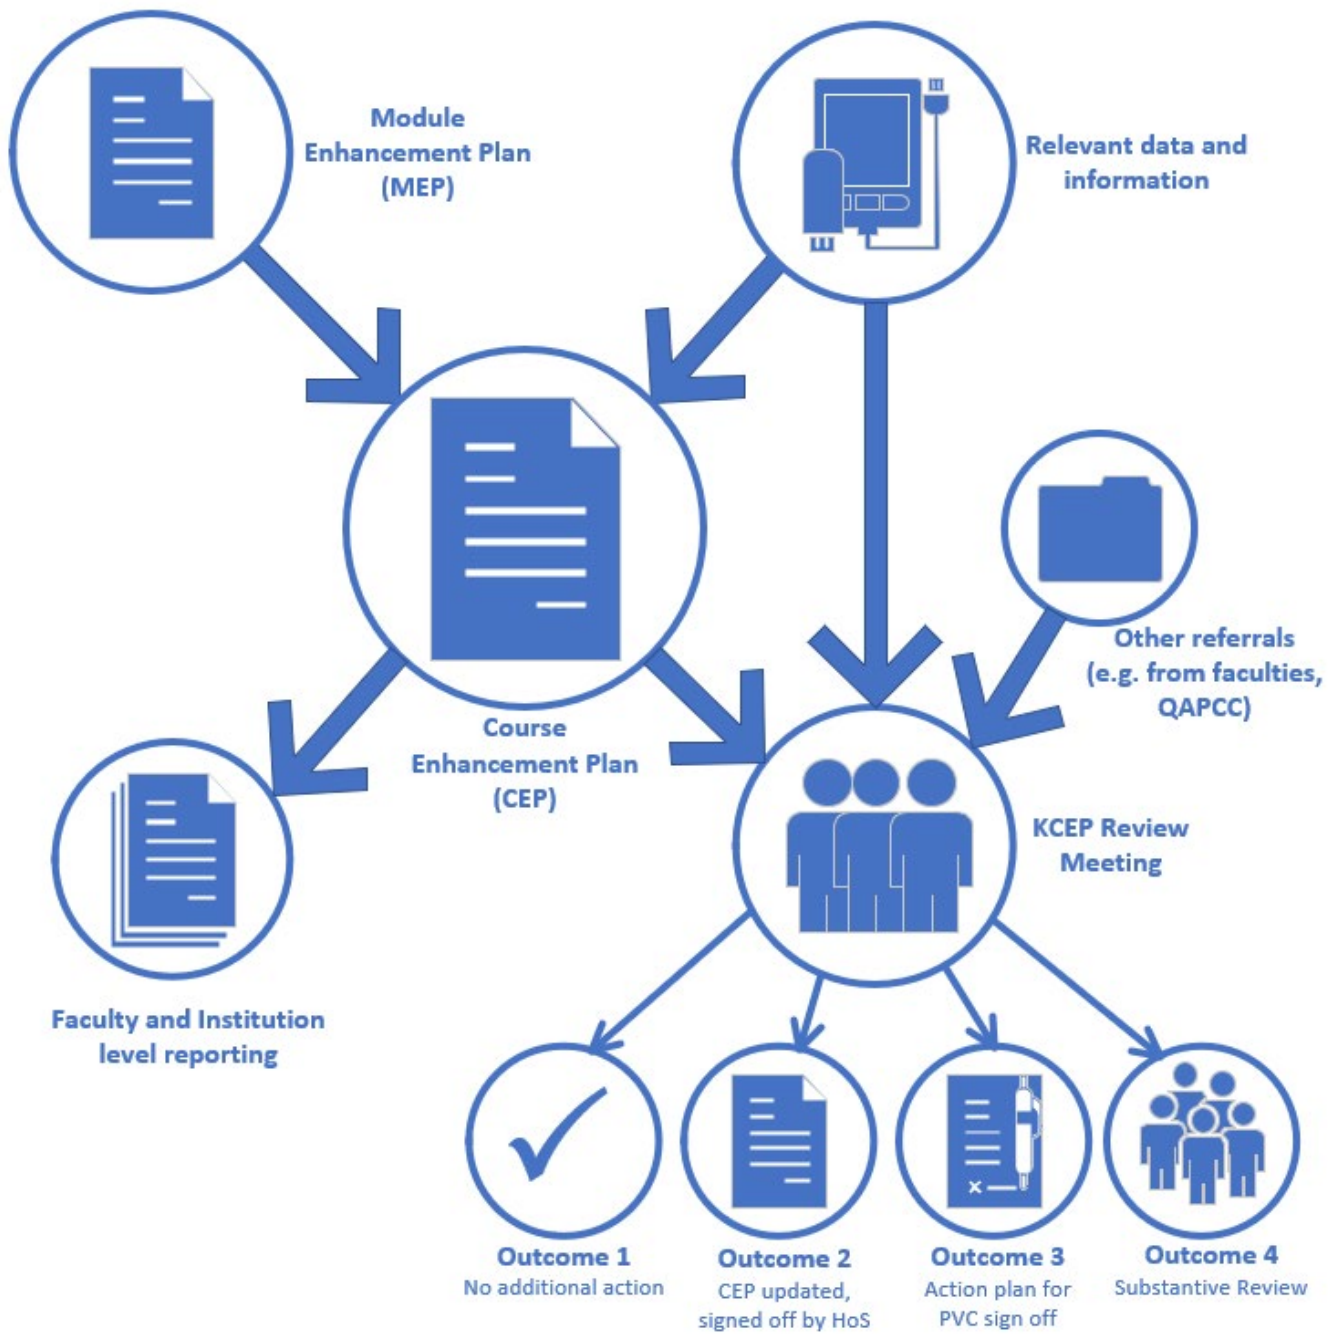 Module
Enhancement Plan
(MEP)
Relevant data and
information
Other referrals
(e.g. from faculties,
QAPCC)
Course
Enhancement Plan
(CEP)
KCEP Review
Meeting
Faculty and Institution
level reporting
Outcome 1
No additional action
Outcome 2
CEP updated,
signed off by HoS
Outcome 3
Action plan for
PVC sign off
Outcome 4
Substantive Review